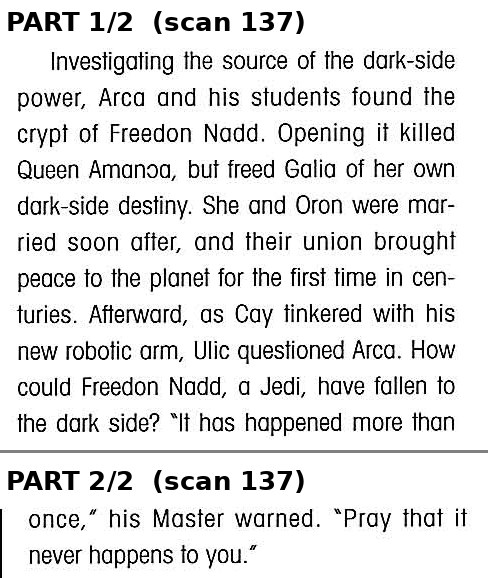 PART 1/2 (scan 137)
Investigating the source of the dark-side
power, Arca and his students found the
crypt of Freedon Nadd. Opening it killed
Queen Amanoa, but freed Galia of her own
dark-side destiny. She and Oron were mar-
ried soon after, and their union brought
peace to the planet for the first time in cen-
turies. Afterward, as Cay tinkered with his
new robotic arm, Ulic questioned Arca. How
could Freedon Nadd, a Jedi, have fallen to
the dark side? “It has happened more than
PART 2/2 (scan 137)
once,” his Master warned. “Pray that it
never happens to you.”